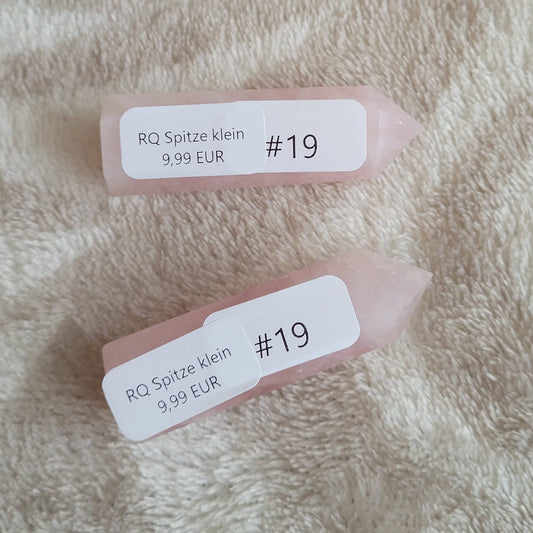 RQ Spitze klein
9,99 EUR
#19
RQ Spitze klein
9,99 EUR
#19